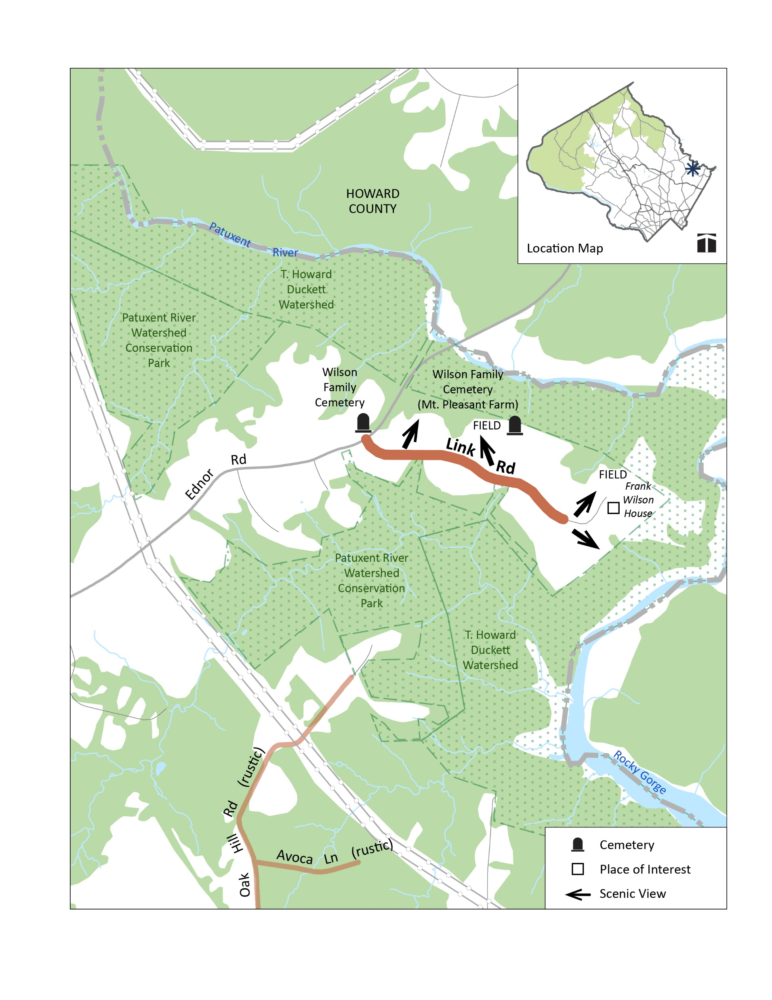 HOWARD
COUNTY
Location Map
Patuxent River
T. Howard
Duckett
Watershed
Patuxent River
Watershed
Conservation
Park
Wilson
Family
Cemetery
Wilson Family
Cemetery
(Mt. Pleasant Farm)
FIELD
Link Rd
Ednor Rd
FIELD
Frank
Wilson
House
Patuxent River
Watershed
Conservation
Park
T. Howard
Duckett
Watershed
Rocky Gorge
Oak Hill Rd (rustic)
Avoca Ln (rustic)
Cemetery
Place of Interest
Scenic View